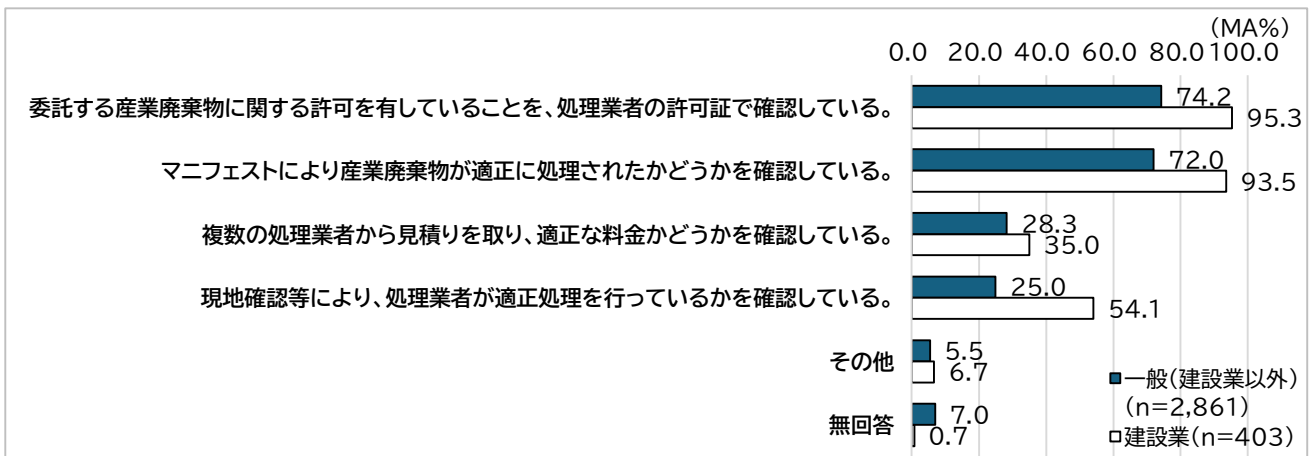 (MA%)
0.0 20.0 40.0 60.0 80.0 100.0
委託する産業廃棄物に関する許可を有していることを、処理業者の許可証で確認している。
74.2
95.3
マニフェストにより産業廃棄物が適正に処理されたかどうかを確認している。
72.0
93.5
複数の処理業者から見積りを取り、適正な料金かどうかを確認している。
28.3
35.0
現地確認等により、処理業者が適正処理を行っているかを確認している。
25.0
54.1
その他
5.5
6.7
無回答
7.0
0.7
一般(建設業以外)
(n=2,861)
建設業(n=403)